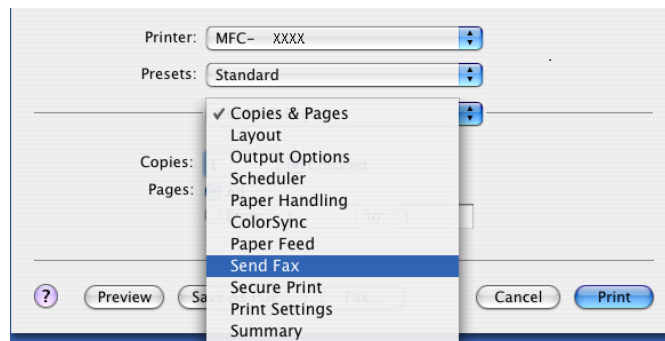 Printer: MFC- XXXX
Presets: Standard
✓ Copies & Pages
Layout
Output Options
Scheduler
Copies:
Paper Handling
Pages:
ColorSync
to: 1
Paper Feed
Send Fax
Secure Print
Print Settings
Summary
? Preview Cancel Print